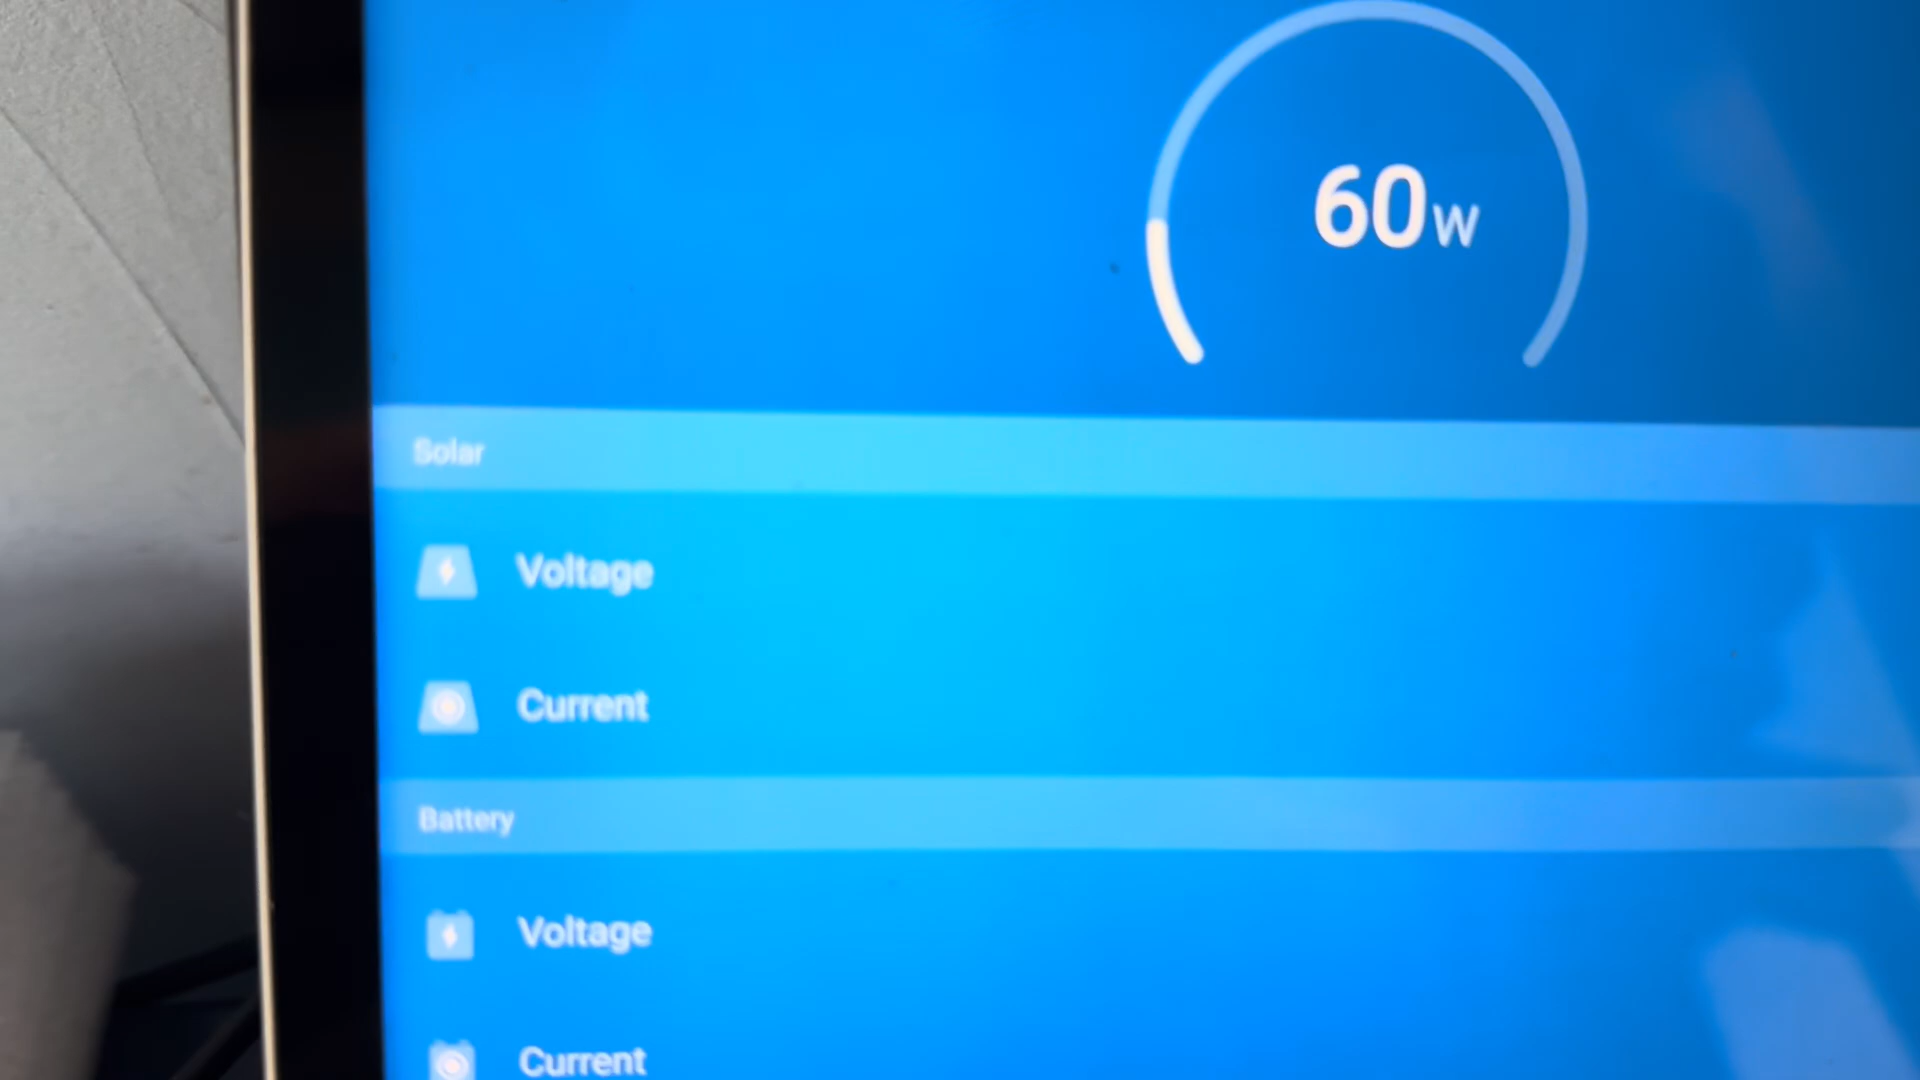 60W
Solar
Voltage
Current
Battery
Voltage
Current